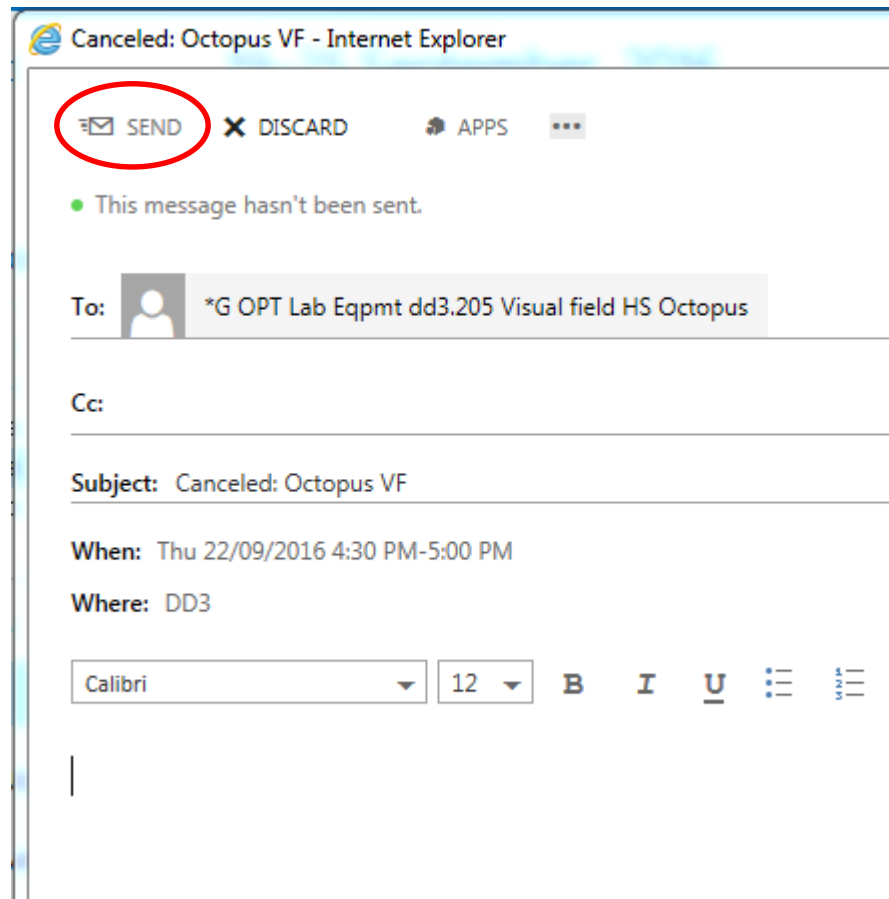 Canceled: Octopus VF - Internet Explorer
SEND DISCARD APPS •••
This message hasn't been sent.
To: *G OPT Lab Eqpmt dd3.205 Visual field HS Octopus
Cc:
Subject: Canceled: Octopus VF
When: Thu 22/09/2016 4:30 PM-5:00 PM
Where: DD3
Calibri 12 B I U